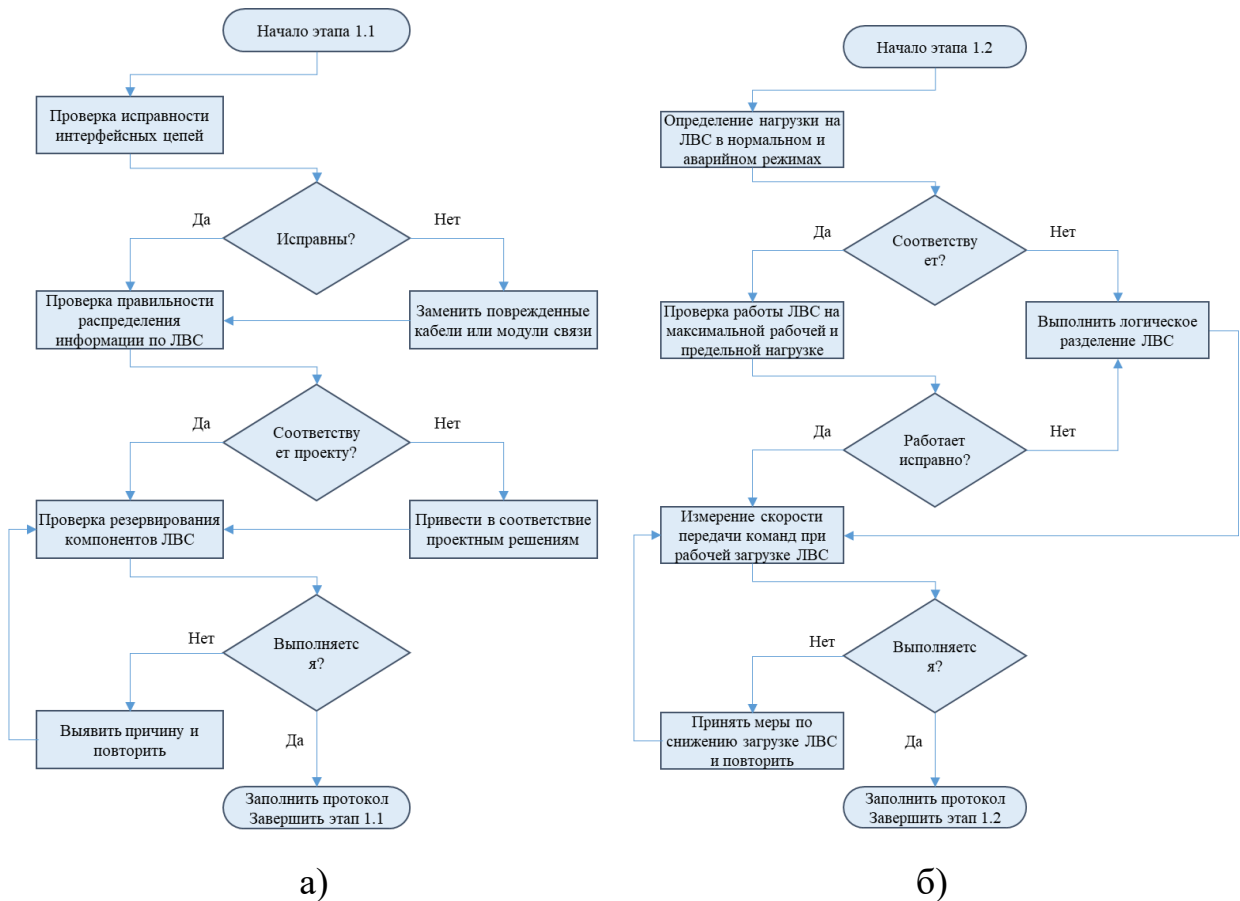 Начало этапа 1.1
Проверка исправности
интерфейсных цепей
Да
Нет
Исправны?
Проверка правильности
распределения
информации по ЛВС
Заменить поврежденные
кабели или модули связи
Да
Нет
Соответству
ет проекту?
Проверка резервирования
компонентов ЛВС
Привести в соответствие
проектным решениям
Нет
Выполняетс
я?
Выявить причину и
повторить
Да
Заполнить протокол
Завершить этап 1.1
а)
Начало этапа 1.2
Определение нагрузки на
ЛВС в нормальном и
аварийном режимах
Да
Нет
Соответству
ет?
Проверка работы ЛВС на
максимальной рабочей и
предельной нагрузке
Выполнить логическое
разделение ЛВС
Да
Нет
Работает
исправно?
Измерение скорости
передачи команд при
рабочей загрузке ЛВС
Нет
Выполняетс
я?
Принять меры по
снижению загрузке ЛВС
и повторить
Да
Заполнить протокол
Завершить этап 1.2
б)